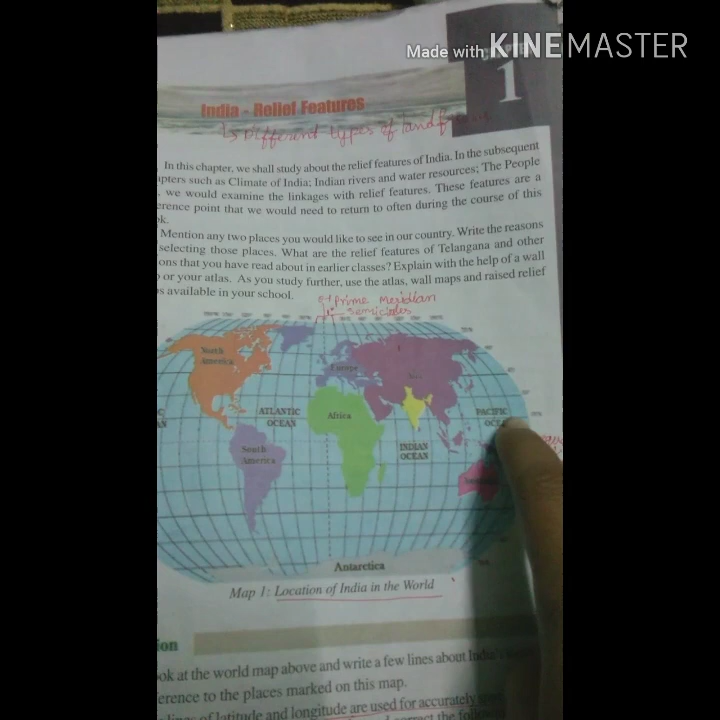 Made with KINEMASTER
CHAPTER
1
India - Relief Features
Different types of land
In this chapter, we shall study about the relief features of India. In the subsequent
apters such as Climate of India; Indian rivers and water resources; The People
, we would examine the linkages with relief features. These features are a
erence point that we would need to return to often during the course of this
ok.
Mention any two places you would like to see in our country. Write the reasons
selecting those places. What are the relief features of Telangana and other
ons that you have read about in earlier classes? Explain with the help of a wall
or your atlas. As you study further, use the atlas, wall maps and raised relief
s available in your school.
Prime Meridian
semicircles
North
America
Europe
Asia
ATLANTIC
OCEAN
Africa
PACIFIC
South
America
INDIAN
OCEAN
Antarctica
Map 1: Location of India in the World
ion
ok at the world map above and write a few lines about India's
erence to the places marked on this map.
lines of latitude and longitude are used for accurately